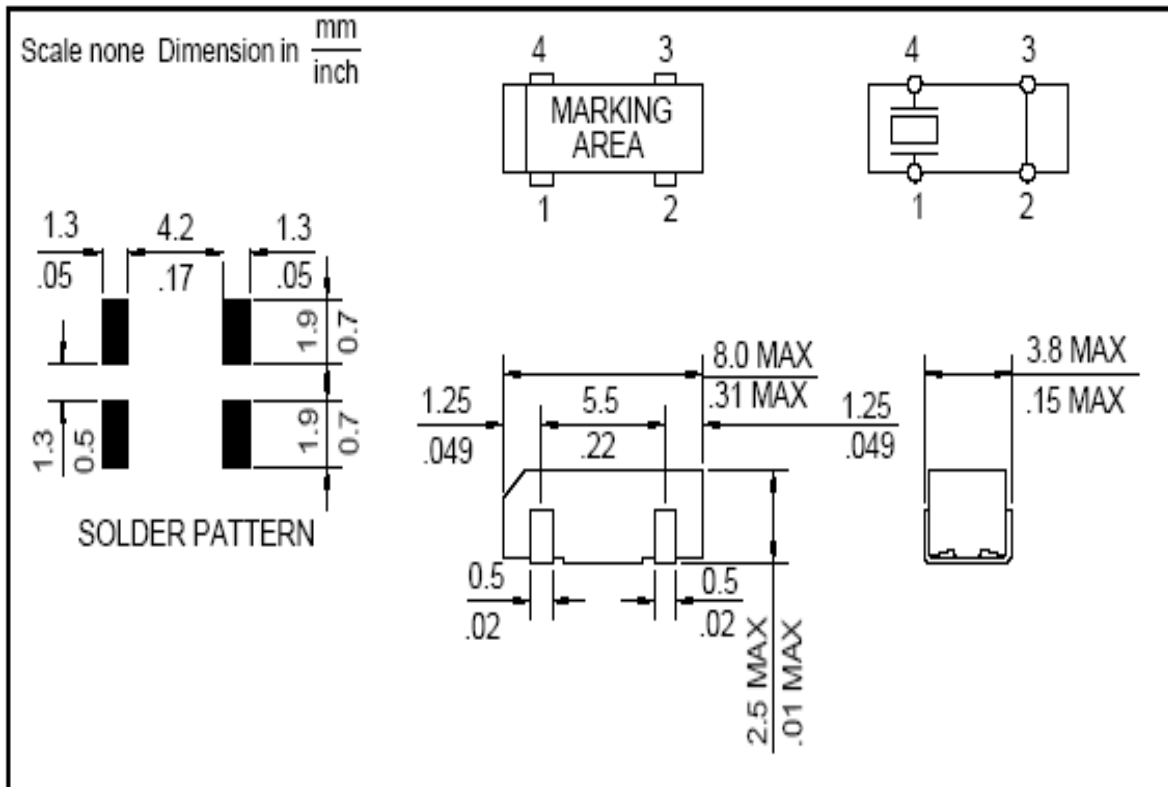 Scale none Dimension in mm
inch
4 3
MARKING
AREA
1 2
4 3
1 2
1.3 4.2 1.3
.05 .17 .05
1.9
0.7
1.3
0.5
1.9
0.7
SOLDER PATTERN
8.0 MAX
.31 MAX
1.25 5.5 1.25
.049 .22 .049
3.8 MAX
.15 MAX
0.5 0.5
.02 .02
2.5 MAX
.01 MAX